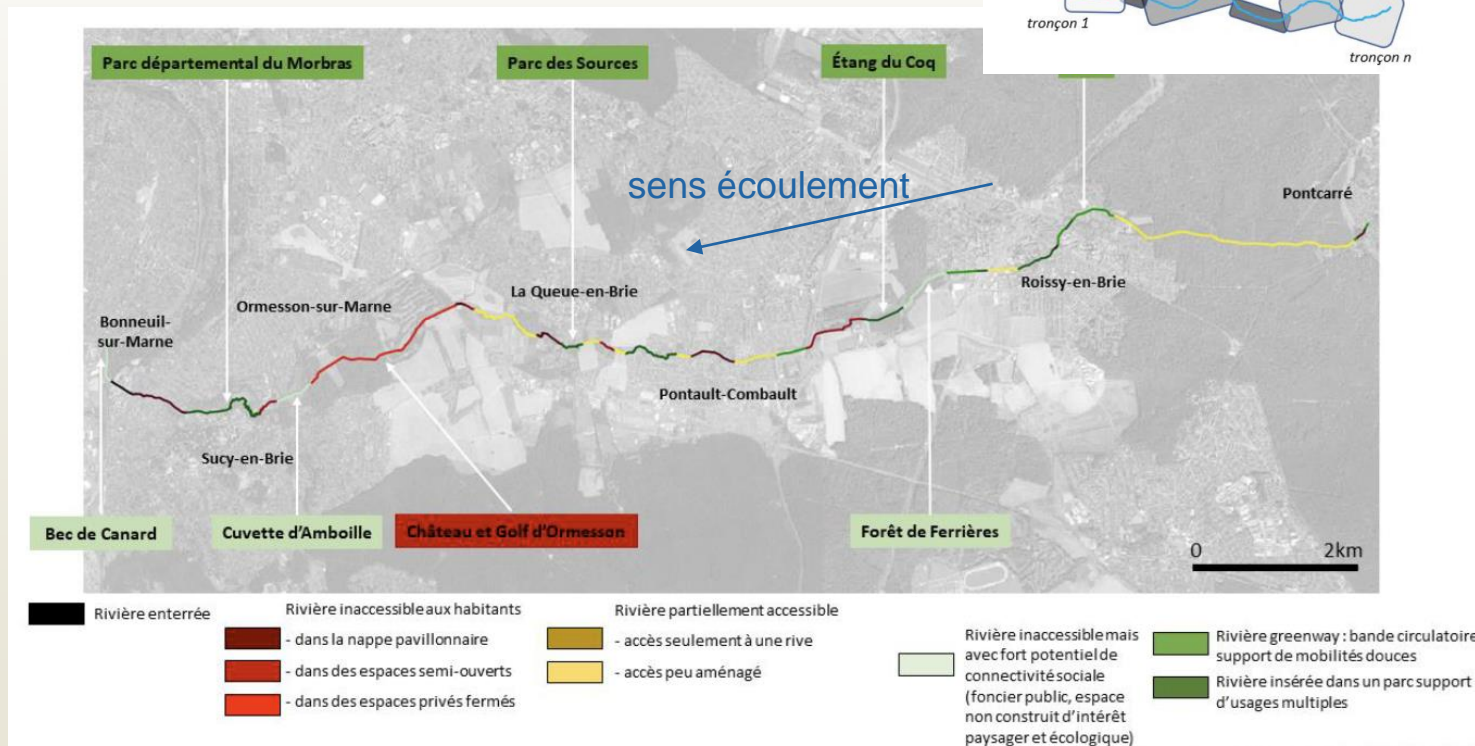 tronçon 1
tronçon n
Parc départemental du Morbras
Parc des Sources
Étang du Coq
sens écoulement
Pontcarré
Ormesson-sur-Marne
La Queue-en-Brie
Roissy-en-Brie
Bonneuil-
sur-Marne
Pontault-Combault
Sucy-en-Brie
Bec de Canard
Cuvette d'Amboile
Château et Golf d'Ormesson
Forêt de Ferrières
0
2km
Rivière enterrée
Rivière inaccessible aux habitants
- dans la nappe pavillonnaire
- dans des espaces semi-ouverts
- dans des espaces privés fermés
Rivière partiellement accessible
- accès seulement à une rive
- accès peu aménagé
Rivière inaccessible mais
avec fort potentiel de
connectivité sociale
(foncier public, espace
non construit d'intérêt
paysager et écologique)
Rivière greenway : bande circulatoire
support de mobilités douces
Rivière insérée dans un parc support
d'usages multiples